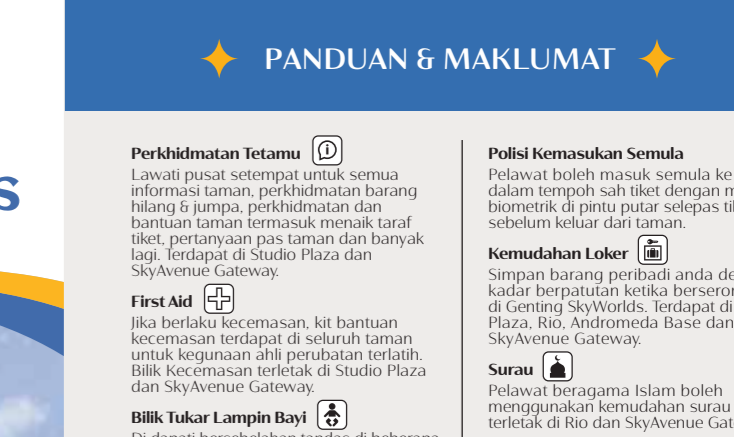 PANDUAN & MAKLUMAT
Perkhidmatan Tetamu
Lawati pusat setempat untuk semua
informasi taman, perkhidmatan barang
hilang & jumpa, perkhidmatan dan
bantuan taman termasuk menaik taraf
tiket, pertanyaan pas taman dan banyak
lagi. Terdapat di Studio Plaza dan
SkyAvenue Gateway.
First Aid
Jika berlaku kecemasan, kit bantuan
kecemasan terdapat di seluruh taman
untuk kegunaan ahli perubatan terlatih.
Bilik Kecemasan terletak di Studio Plaza
dan SkyAvenue Gateway.
Bilik Tukar Lampin Bayi
Di dapati bersebelahan tandas di beberapa
Polisi Kemasukan Semula
Pelawat boleh masuk semula ke
dalam tempoh sah tiket dengan
biometrik di pintu putar selepas
sebelum keluar dari taman.
Kemudahan Loker
Simpan barang peribadi anda
kadar berpatutan ketika
di Genting SkyWorlds. Terdapat di
Plaza, Rio, Andromeda Base dan
SkyAvenue Gateway.
Surau
Pelawat beragama Islam boleh
menggunakan kemudahan surau
terletak di Rio dan SkyAvenue
s